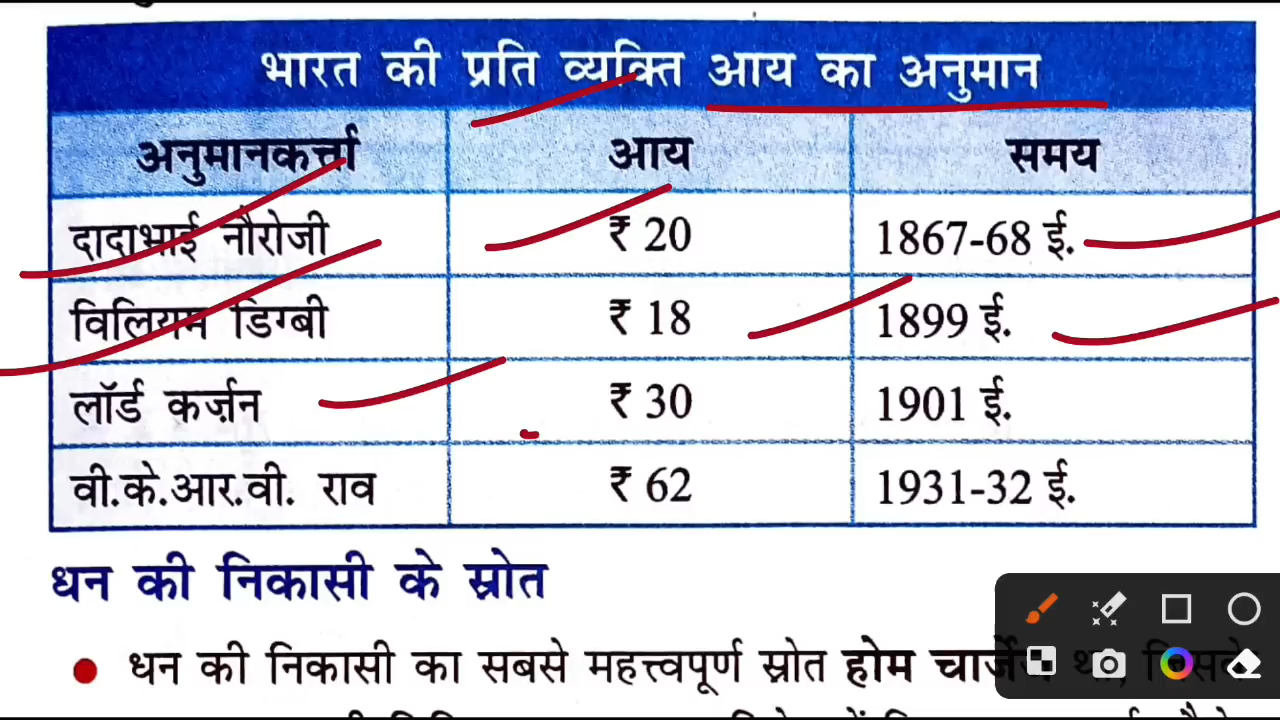 भारत की प्रति व्यक्ति आय का अनुमान
अनुमानकर्त्ता आय समय
दादाभाई नौरोजी ₹ 20 1867-68 ई.
विलियम डिग्बी ₹ 18 1899 ई.
लॉर्ड कर्ज़न ₹ 30 1901 ई.
वी.के.आर.वी. राव ₹ 62 1931-32 ई.
धन की निकासी के स्रोत
धन की निकासी का सबसे महत्त्वपूर्ण स्रोत होम चार्जेज था, जिसके